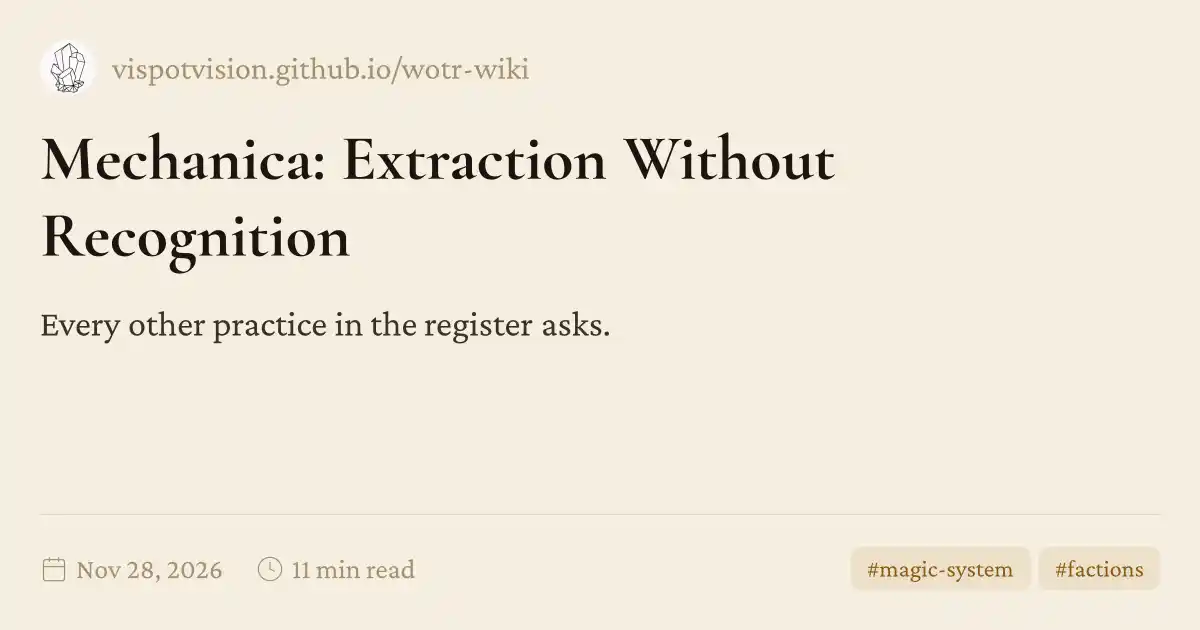 vispotvision.github.io/wotr-wiki
Mechanica: Extraction Without
Recognition
Every other practice in the register asks.
Nov 28, 2026
11 min read
#magic-system
#factions